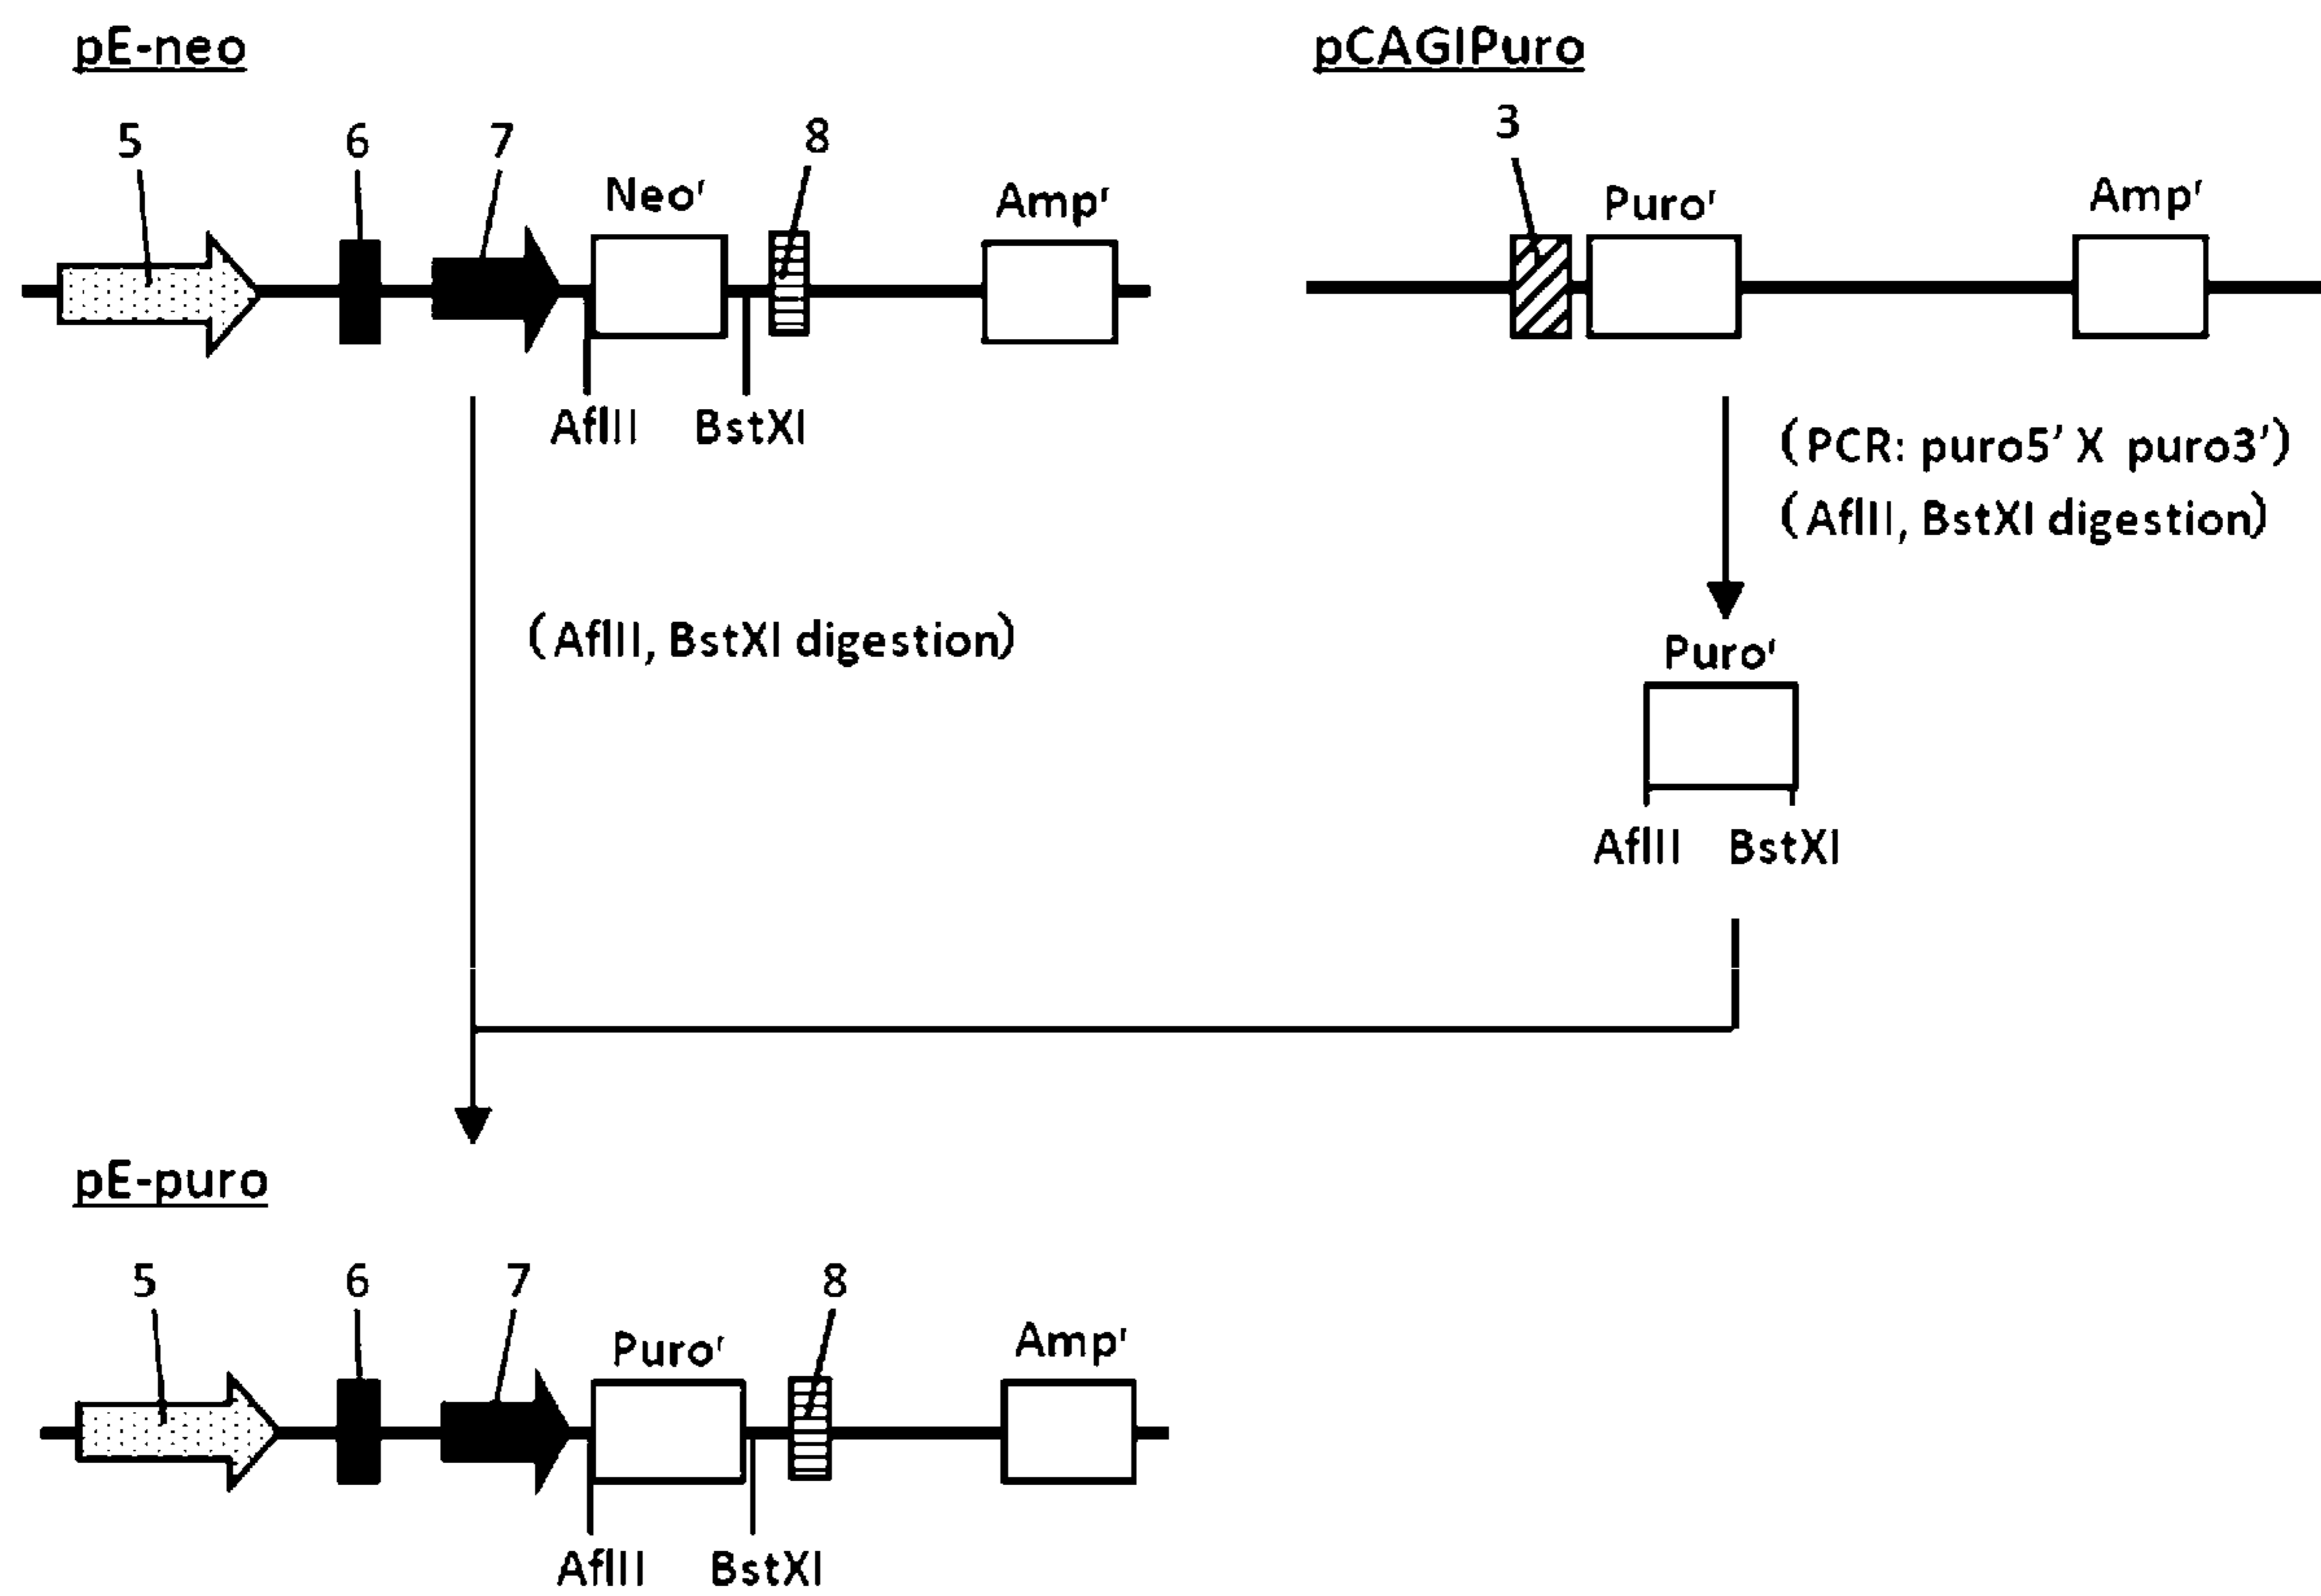 pE-neo
pCAGIPuro
5 6 7 8
3
Neoʳ
Ampʳ
Puroʳ
Ampʳ
AflII BstXI
(PCR: puro5' X puro3')
(AflII, BstXI digestion)
(AflII, BstXI digestion)
Puroʳ
AflII BstXI
pE-puro
5 6 7 8
Puroʳ
Ampʳ
AflII BstXI